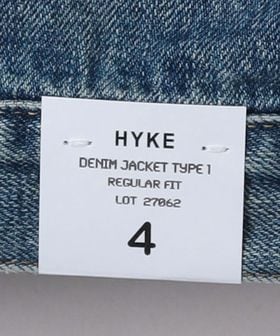 HYKE
DENIM JACKET TYPE 1
REGULAR FIT
LOT 27062
4